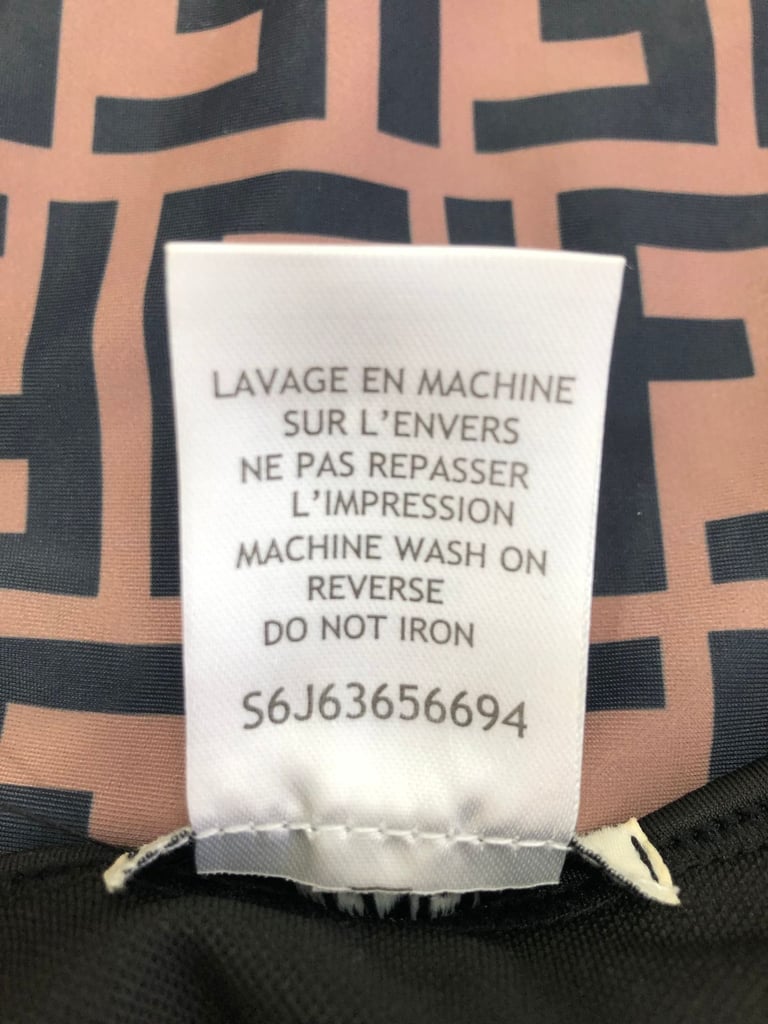 LAVAGE EN MACHINE
SUR L'ENVERS
NE PAS REPASSER
L'IMPRESSION
MACHINE WASH ON
REVERSE
DO NOT IRON
S6J63656694